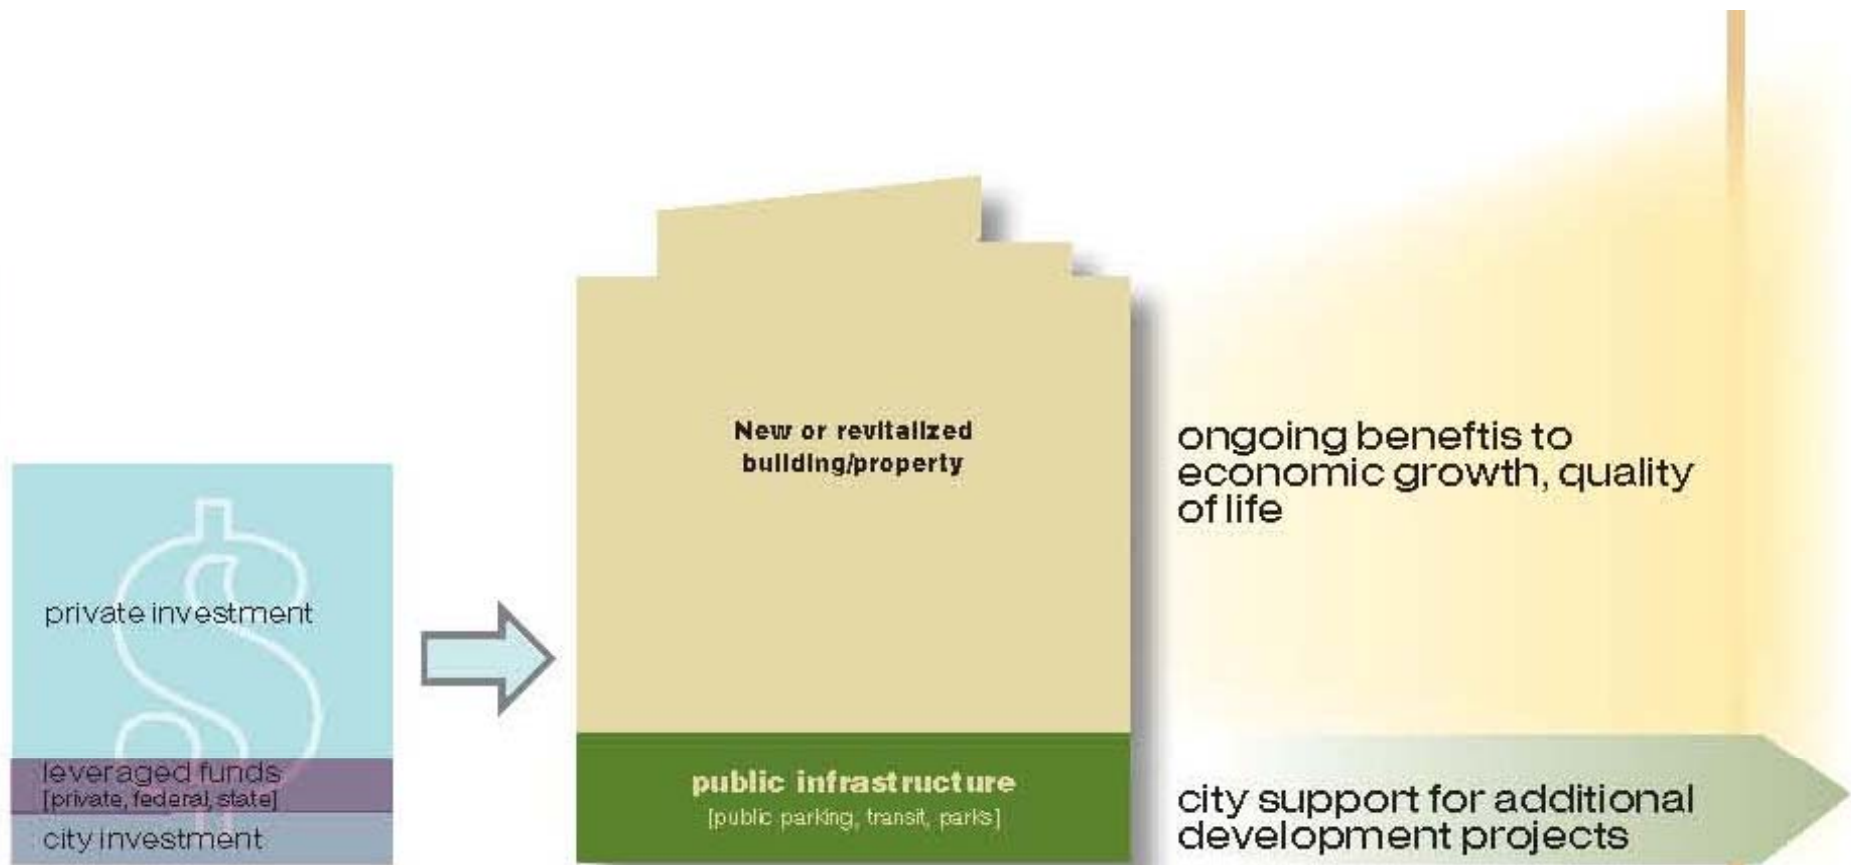 private investment
leveraged funds
[private, federal, state]
city investment
New or revitalized
building/property
public infrastructure
[public parking, transit, parks]
ongoing beneftis to
economic growth, quality
of life
city support for additional
development projects